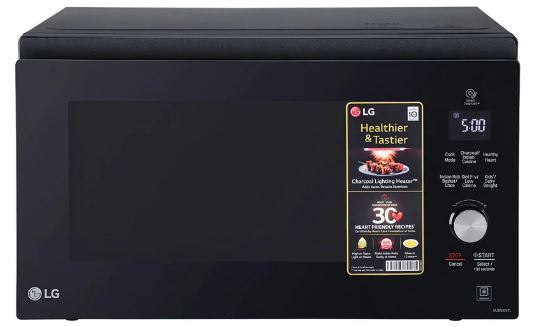 LG
Healthier
& Tastier
Charcoal Lighting Heater™
30
HEART FRIENDLY RECIPES*
5:00
Cook
Mode
Charcoal/
Indian
Cuisine
Healthy
Heart
Indian Roti
Basket/
Ghee
Diet Fry/
Low
Calorie
Kids'/
Dairy
Delight
STOP
Cancel
START
Select /
+30 seconds
LG